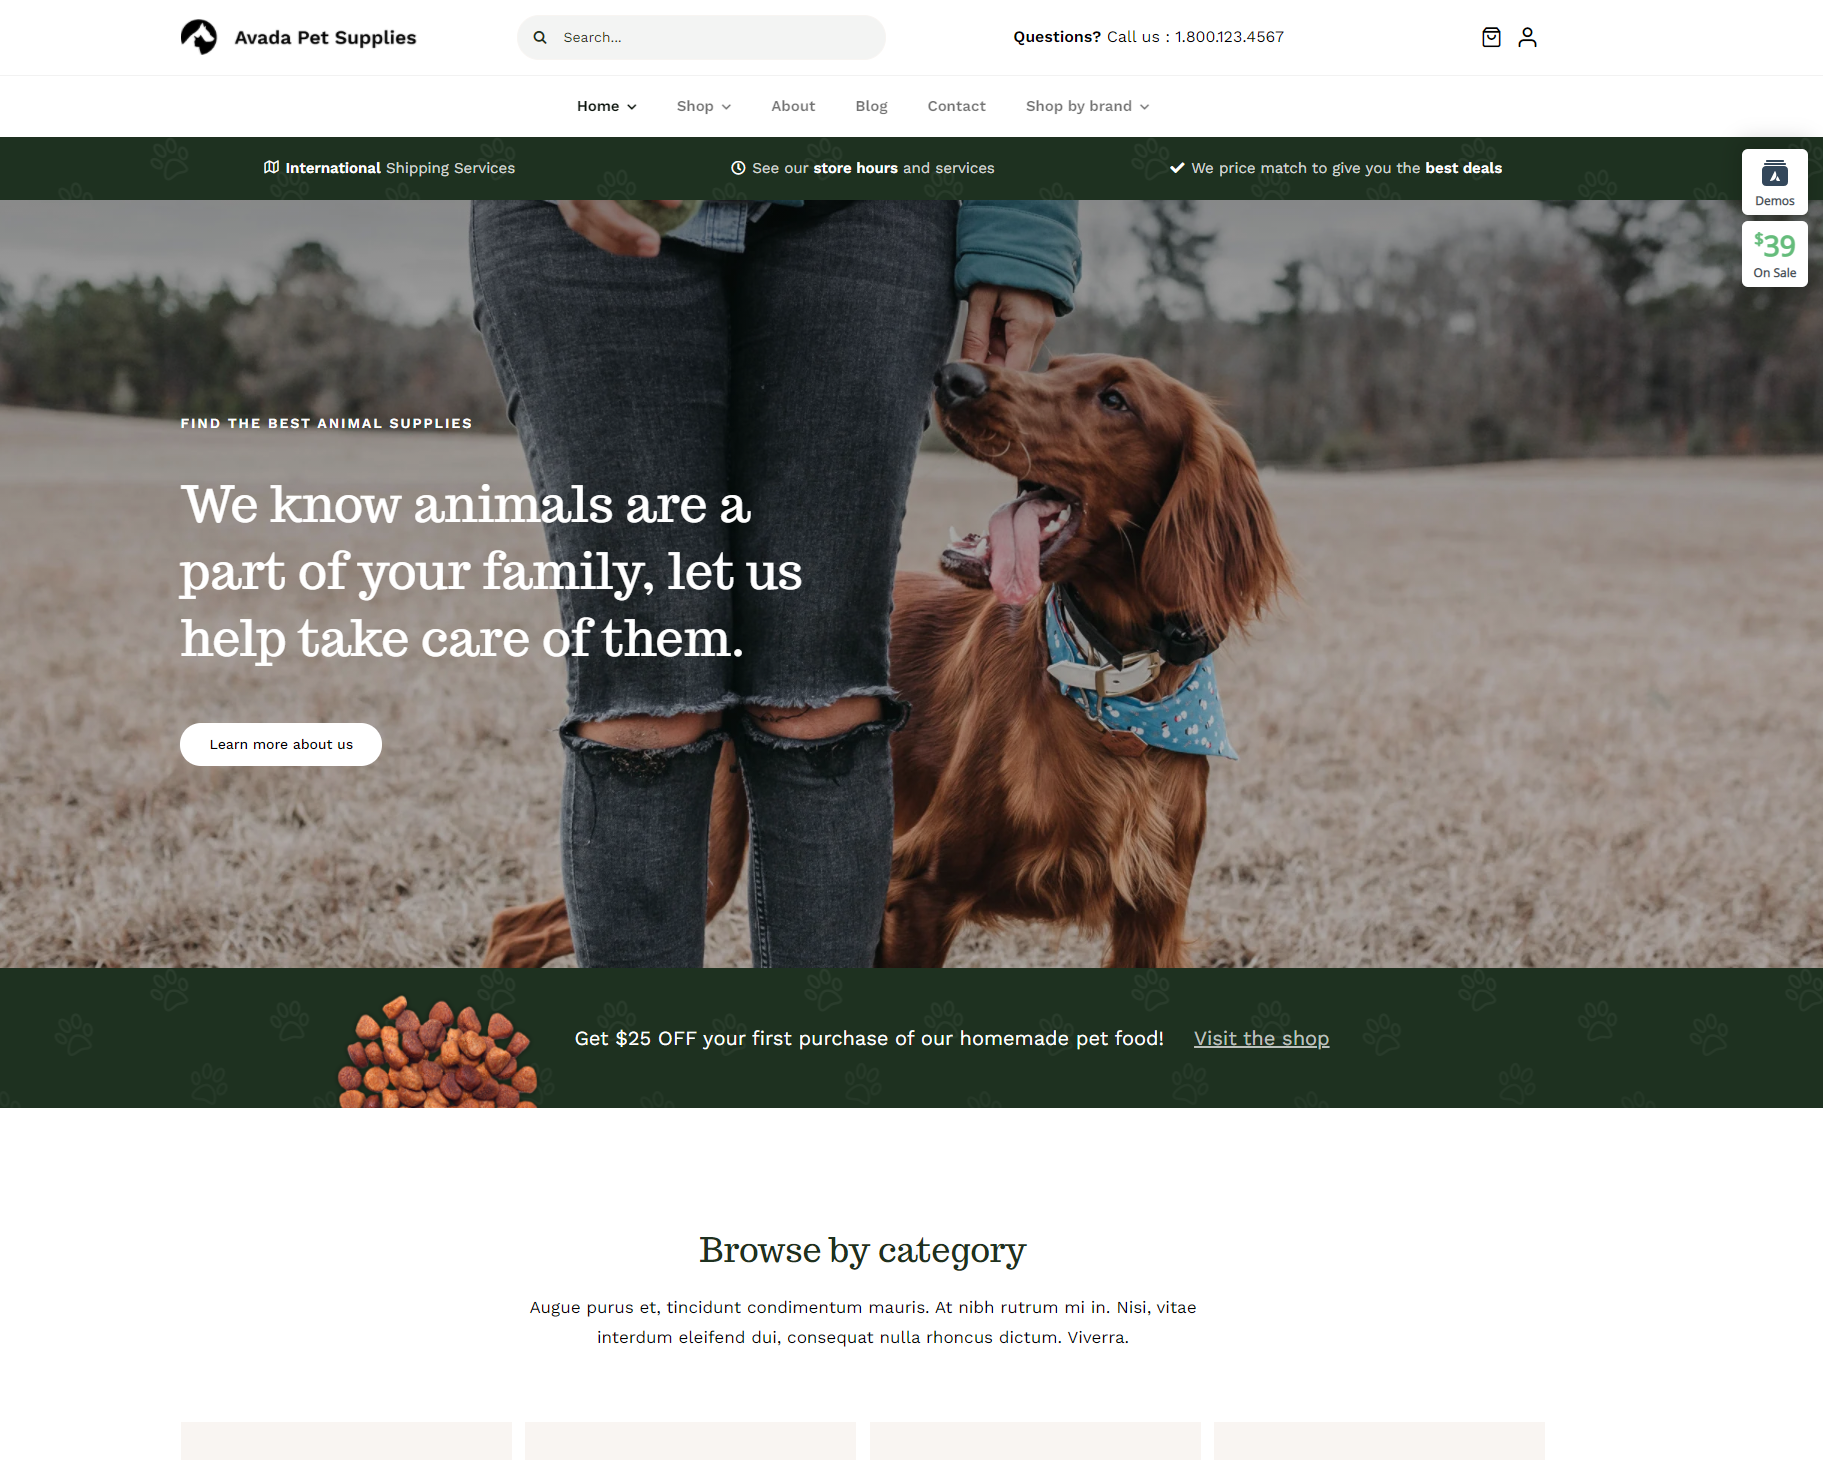 Avada Pet Supplies
Search...
Questions? Call us : 1.800.123.4567
Home Shop About Blog Contact Shop by brand
International Shipping Services
See our store hours and services
We price match to give you the best deals
Demos
$39
On Sale
FIND THE BEST ANIMAL SUPPLIES
We know animals are a
part of your family, let us
help take care of them.
Learn more about us
Get $25 OFF your first purchase of our homemade pet food! Visit the shop
Browse by category
Augue purus et, tincidunt condimentum mauris. At nibh rutrum mi in. Nisi, vitae
interdum eleifend dui, consequat nulla rhoncus dictum. Viverra.